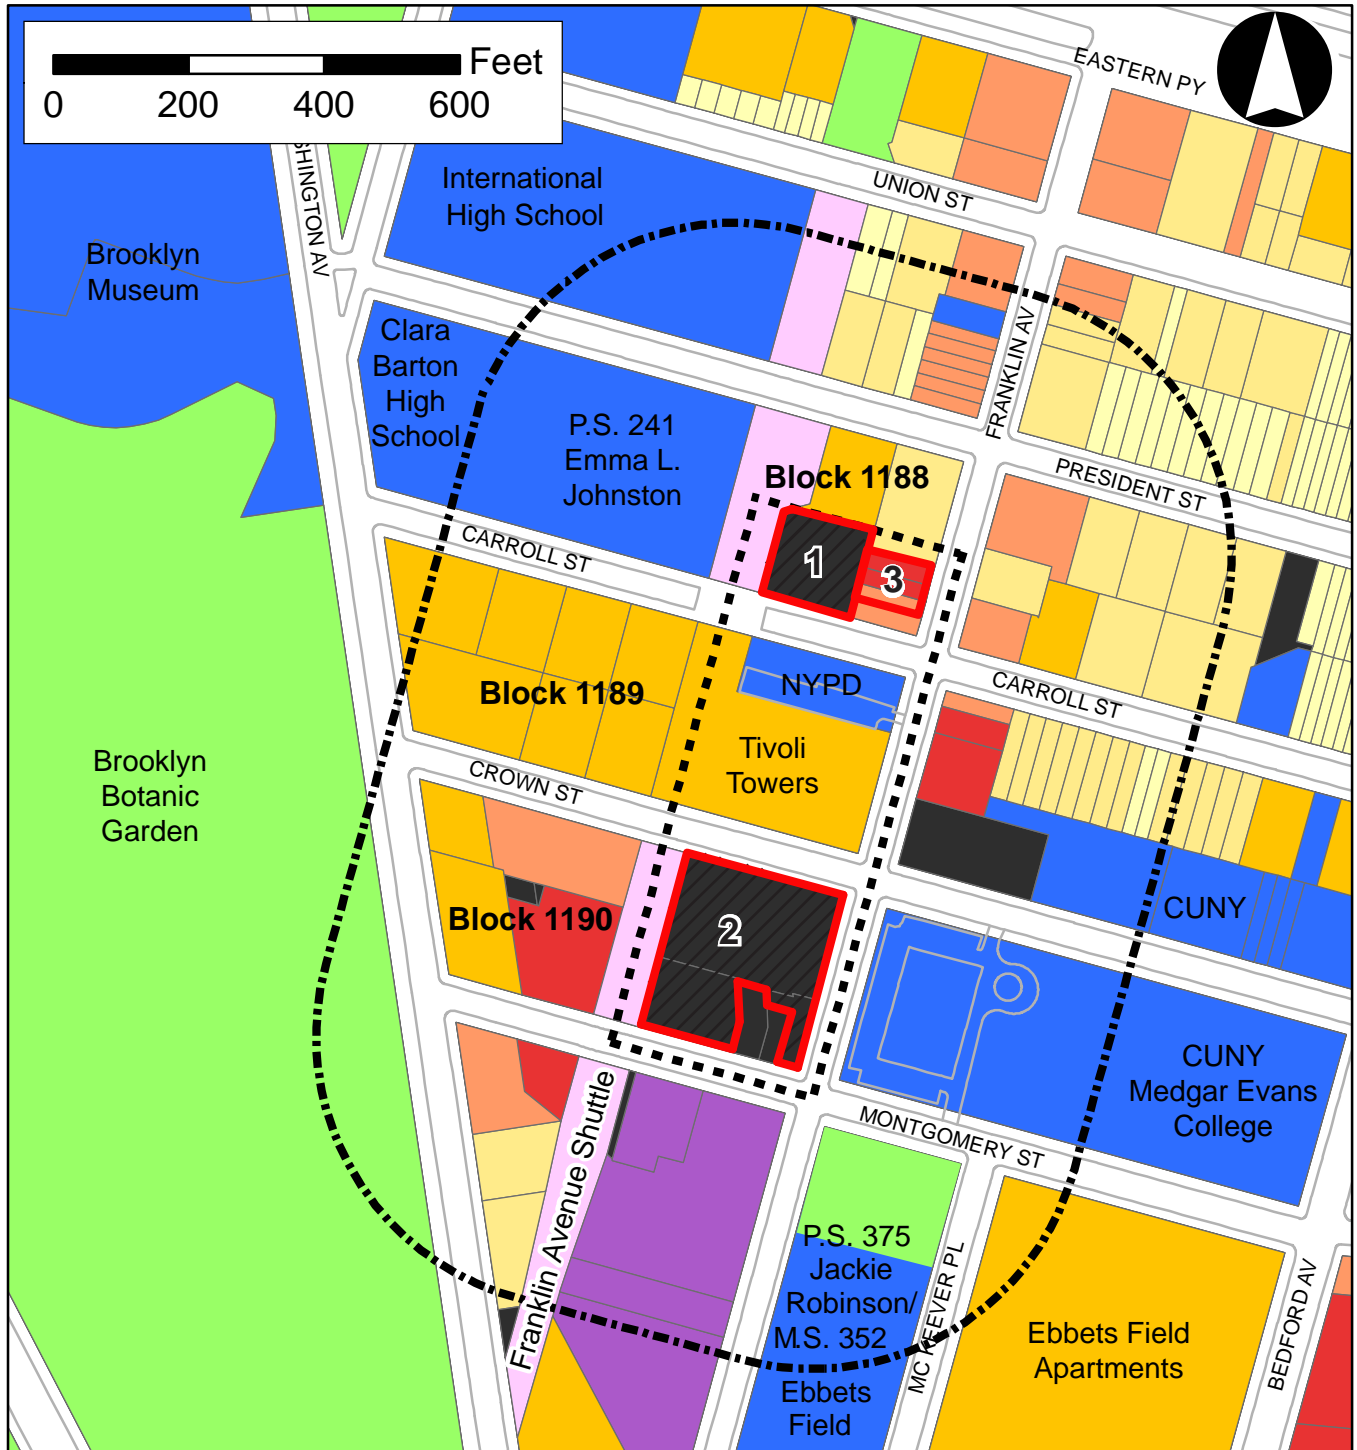 Feet
0 200 400 600
EASTERN PY
UNION ST
International
High School
SHINGTON AV
Brooklyn
Museum
FRANKLIN AV
Clara
Barton
High
School
P.S. 241
Emma L.
Johnston
Block 1188
PRESIDENT ST
CARROLL ST
1
3
NYPD
CARROLL ST
Block 1189
Tivoli
Towers
CROWN ST
Brooklyn
Botanic
Garden
Block 1190
2
CUNY
CUNY
Medgar Evans
College
MONTGOMERY ST
Franklin Avenue Shuttle
P.S. 375
Jackie
Robinson/
M.S. 352
MC KEEVER PL
BEDFORD AV
Ebbets Field
Apartments
Ebbets
Field